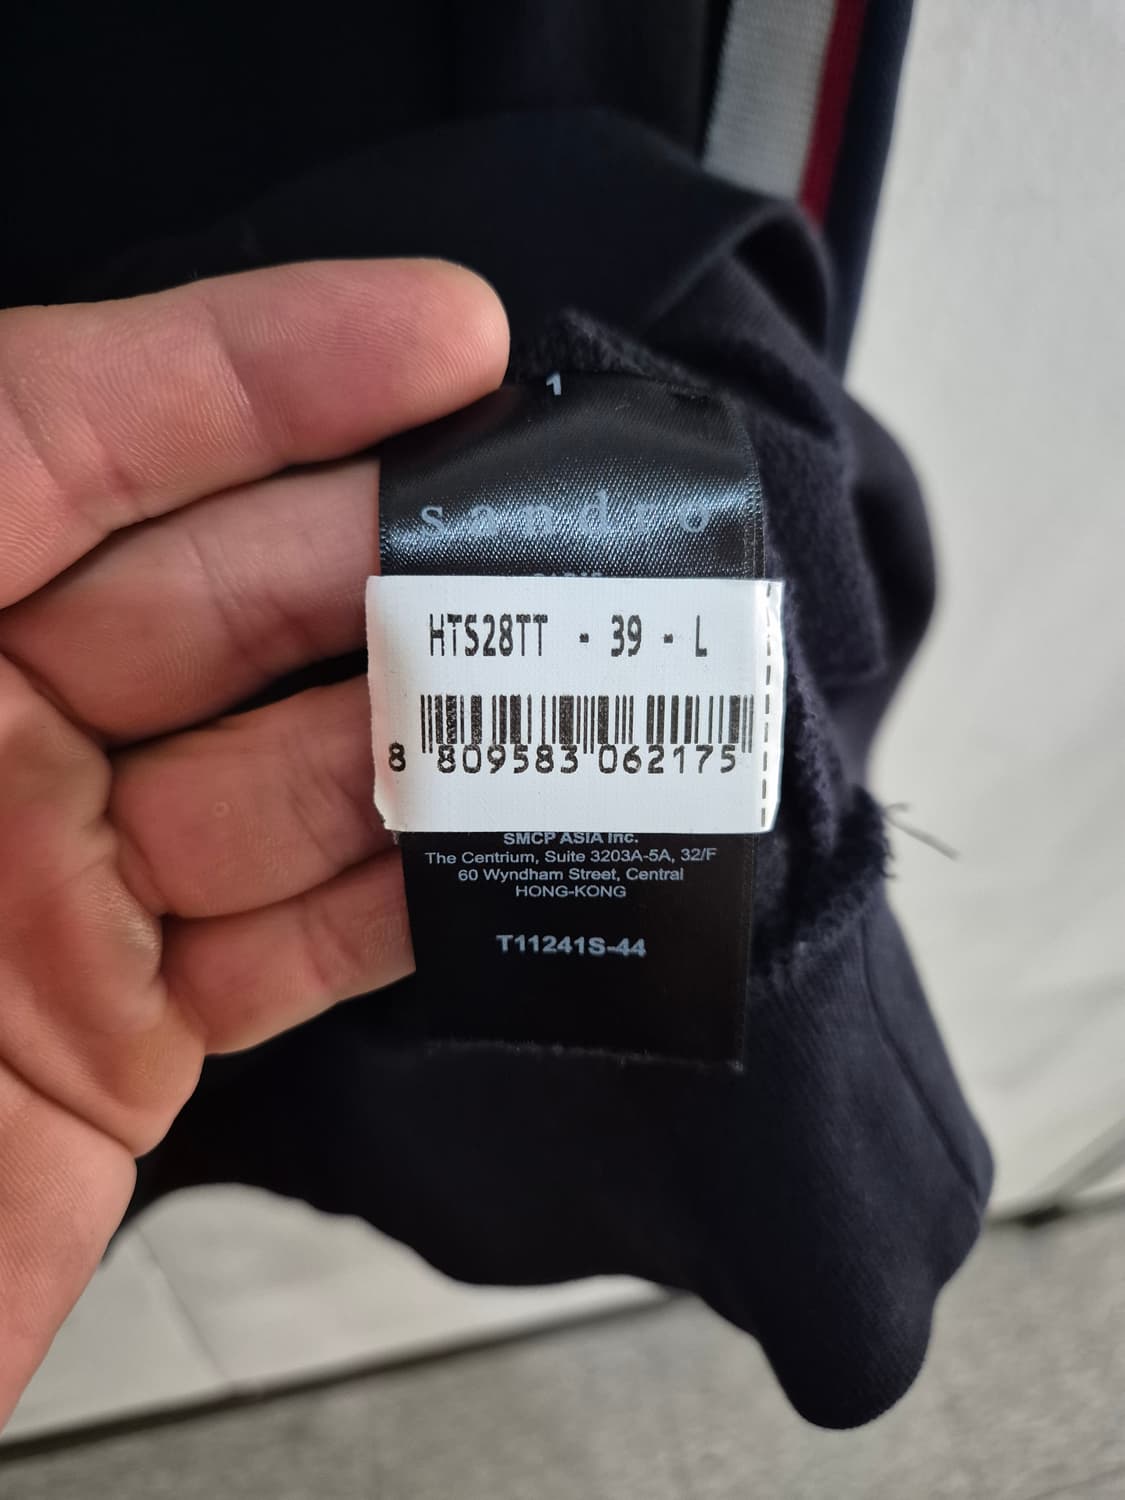 1
sandro
HTS28TT - 39 - L
8 809583 062175
SMCP ASIA Inc.
The Centrium, Suite 3203A-5A, 32/F
60 Wyndham Street, Central
HONG-KONG
T11241S-44